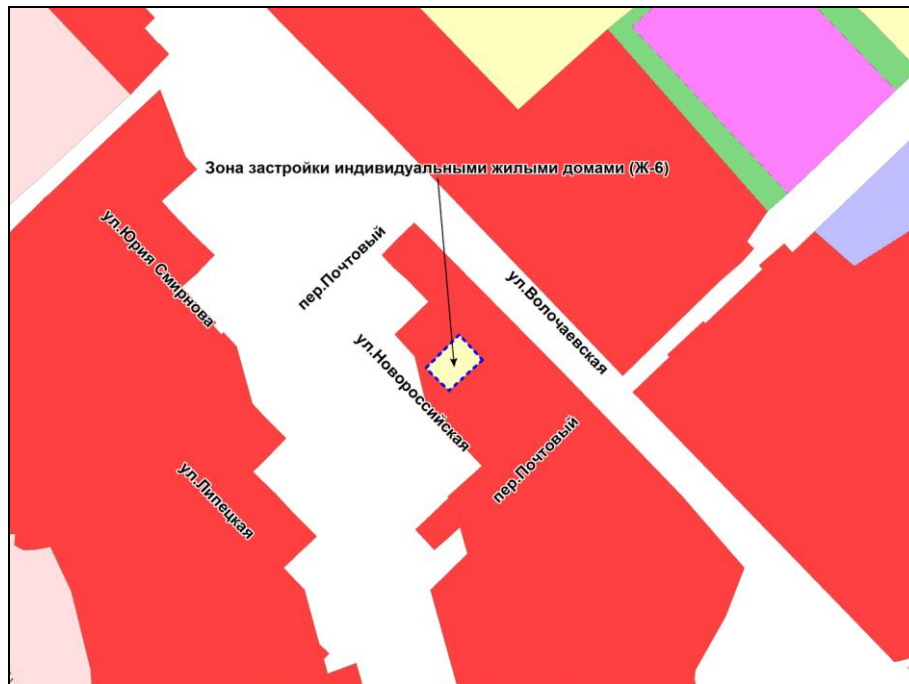 Зона застройки индивидуальными жилыми домами (Ж-6)
ул.Юрия Смирнова
пер.Почтовый
ул.Волочаевская
ул.Новороссийская
пер.Почтовый
ул.Липецкая